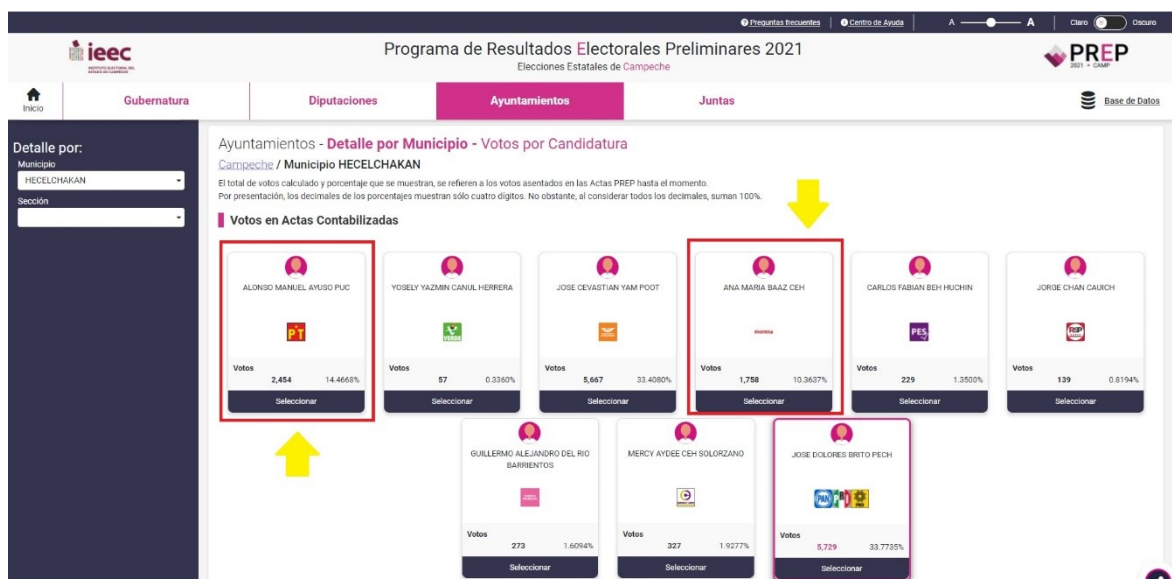 Preguntas frecuentes
Centro de Ayuda
A A
Claro Oscuro
ieec
INSTITUTO ELECTORAL DEL
ESTADO DE CAMPECHE
Programa de Resultados Electorales Preliminares 2021
Elecciones Estatales de Campeche
PREP
2021 • CAMP
Inicio
Gubernatura
Diputaciones
Ayuntamientos
Juntas
Base de Datos
Detalle por:
Municipio
HECELCHAKAN
Sección
Ayuntamientos - Detalle por Municipio - Votos por Candidatura
Campeche / Municipio HECELCHAKAN
El total de votos calculado y porcentaje que se muestran, se refieren a los votos asentados en las Actas PREP hasta el momento.
Por presentación, los decimales de los porcentajes muestran sólo cuatro dígitos. No obstante, al considerar todos los decimales, suman 100%.
Votos en Actas Contabilizadas
ALONSO MANUEL AYUSO PUC
PT
Votos
2,454 14.4668%
Seleccionar
YOSELY YAZMIN CANUL HERRERA
VERDE
Votos
57 0.3360%
Seleccionar
JOSE CEVASTIAN YAM POOT
Votos
5,667 33.4080%
Seleccionar
ANA MARIA BAAZ CEH
morena
Votos
1,758 10.3637%
Seleccionar
CARLOS FABIAN BEH HUCHIN
PES
Votos
229 1.3500%
Seleccionar
JORGE CHAN CAUICH
RSP
Votos
139 0.8194%
Seleccionar
GUILLERMO ALEJANDRO DEL RIO
BARRIENTOS
Votos
273 1.6094%
Seleccionar
MERCY AYDEE CEH SOLORZANO
Votos
327 1.9277%
Seleccionar
JOSE DOLORES BRITO PECH
PAN PRD PRD
Votos
5,729 33.7735%
Seleccionar